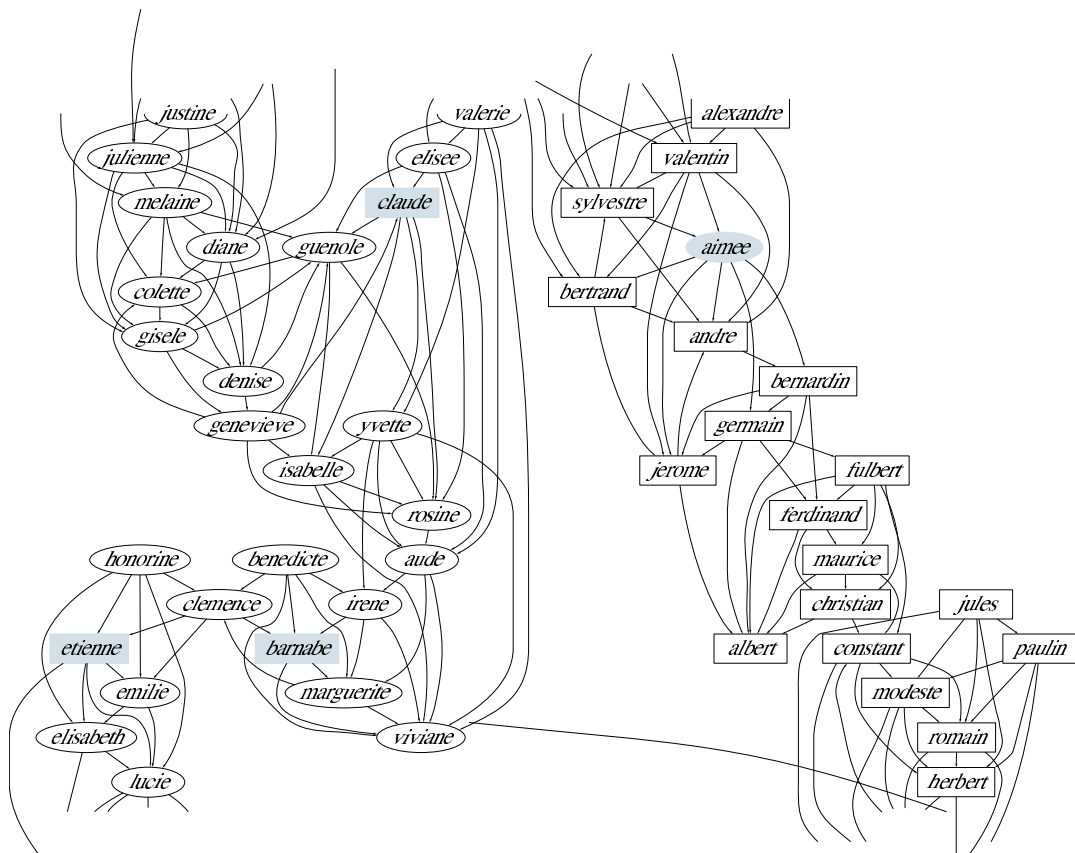 justine
valerie
alexandre
julienne
elisee
valentin
melaine
claude
sylvestre
diane
guenole
aimee
colette
bertrand
gisele
andre
denise
bernardin
genevieve
yvette
germain
isabelle
jerome
fulbert
rosine
ferdinand
honorine
benedicte
aude
maurice
clemence
irene
christian
jules
etienne
barnabe
albert
constant
paulin
emilie
marguerite
modeste
elisabeth
viviane
romain
lucie
herbert